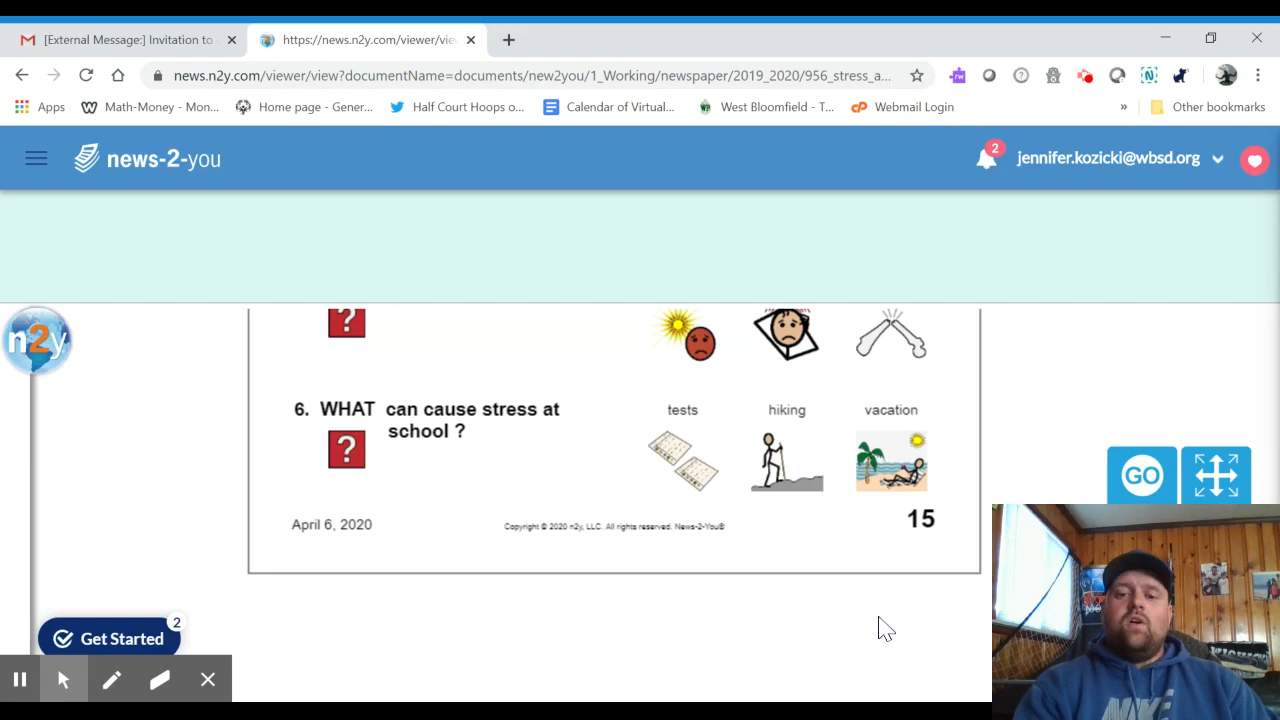 [External Message:] Invitation to
https://news.n2y.com/viewer/vie
news.n2y.com/viewer/view?documentName=documents/new2you/1_Working/newspaper/2019_2020/956_stress_a...
Apps Math-Money - Mon... Home page - Gener... Half Court Hoops o... Calendar of Virtual... West Bloomfield - T... Webmail Login » Other bookmarks
news-2-you
2
jennifer.kozicki@wbsd.org
n2y
?
6. WHAT can cause stress at
school ?
?
tests hiking vacation
April 6, 2020
Copyright © 2020 n2y, LLC. All rights reserved. News-2-You®
15
GO
Get Started
2